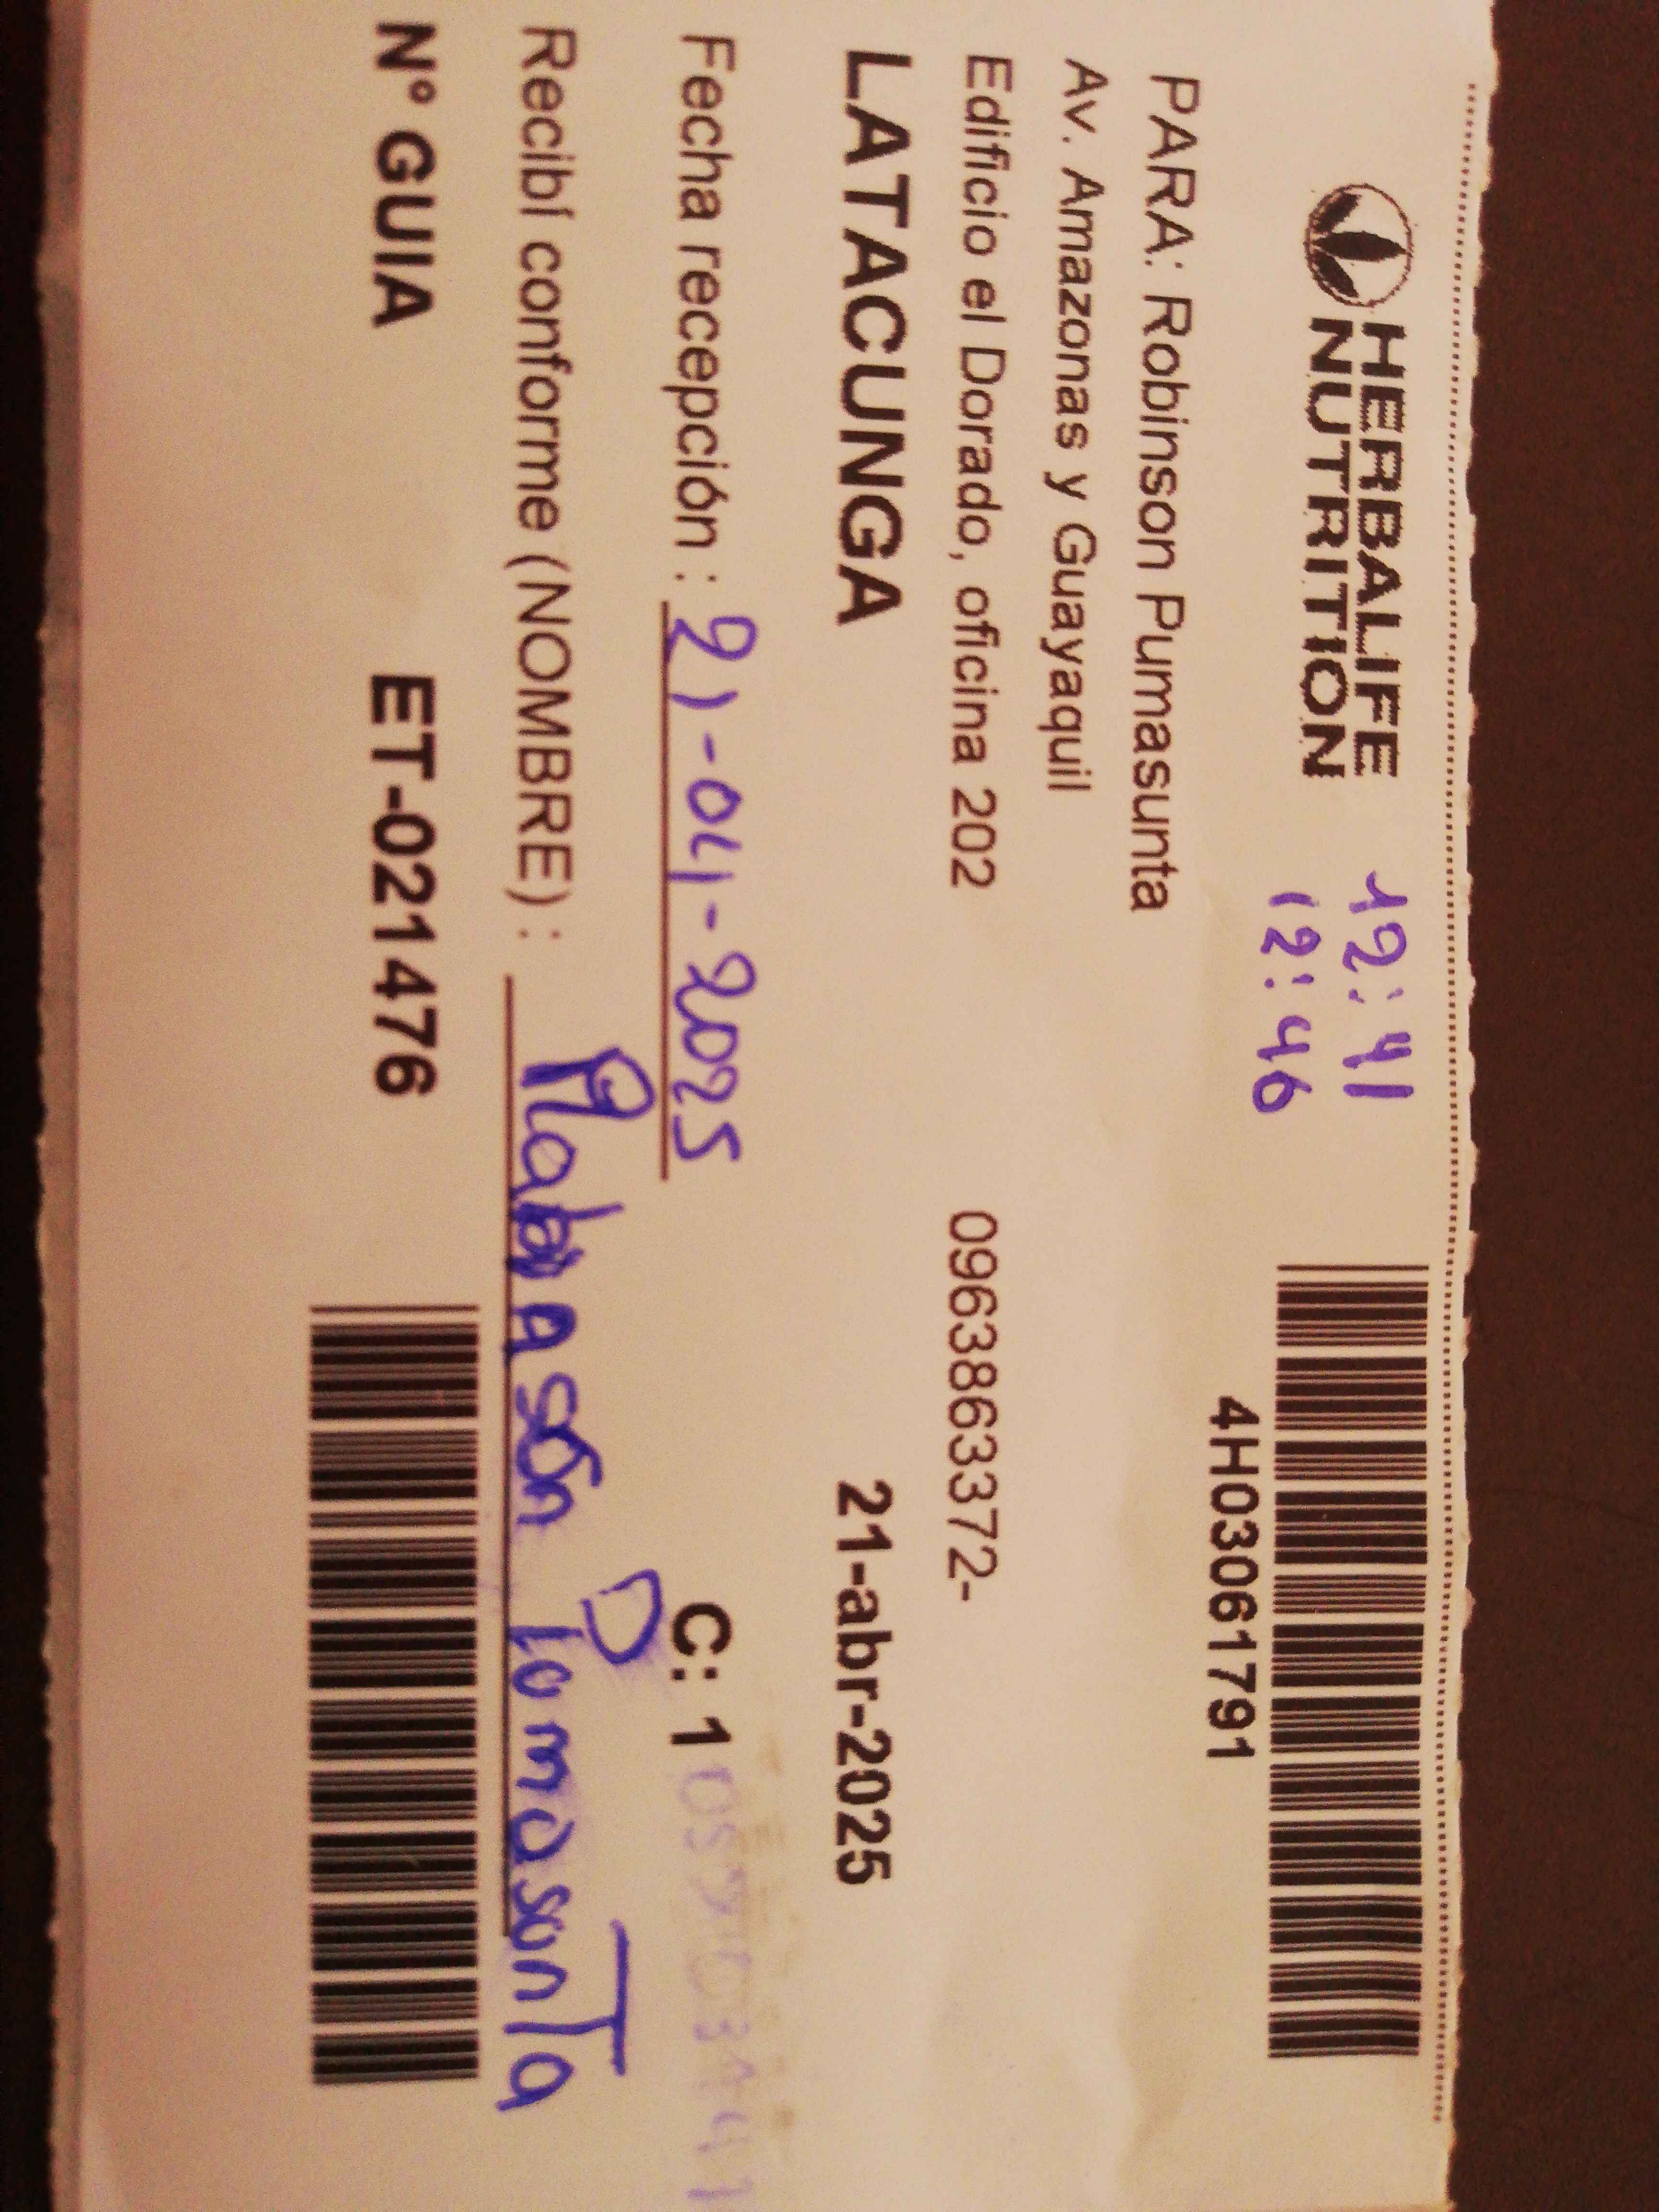 HERBALIFE
NUTRITION
12:41
12:46
4H03061791
PARA: Robinson Pumasunta
Av. Amazonas y Guayaquil
Edificio el Dorado, oficina 202 0963863372-
LATACUNGA 21-abr-2025
Fecha recepción : 21-04-2025 C: 1
Recibí conforme (NOMBRE) :
N° GUIA ET-021476